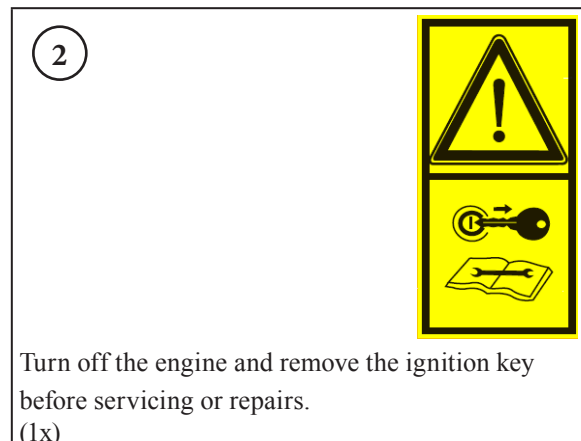 2
Turn off the engine and remove the ignition key
before servicing or repairs.
(1x)